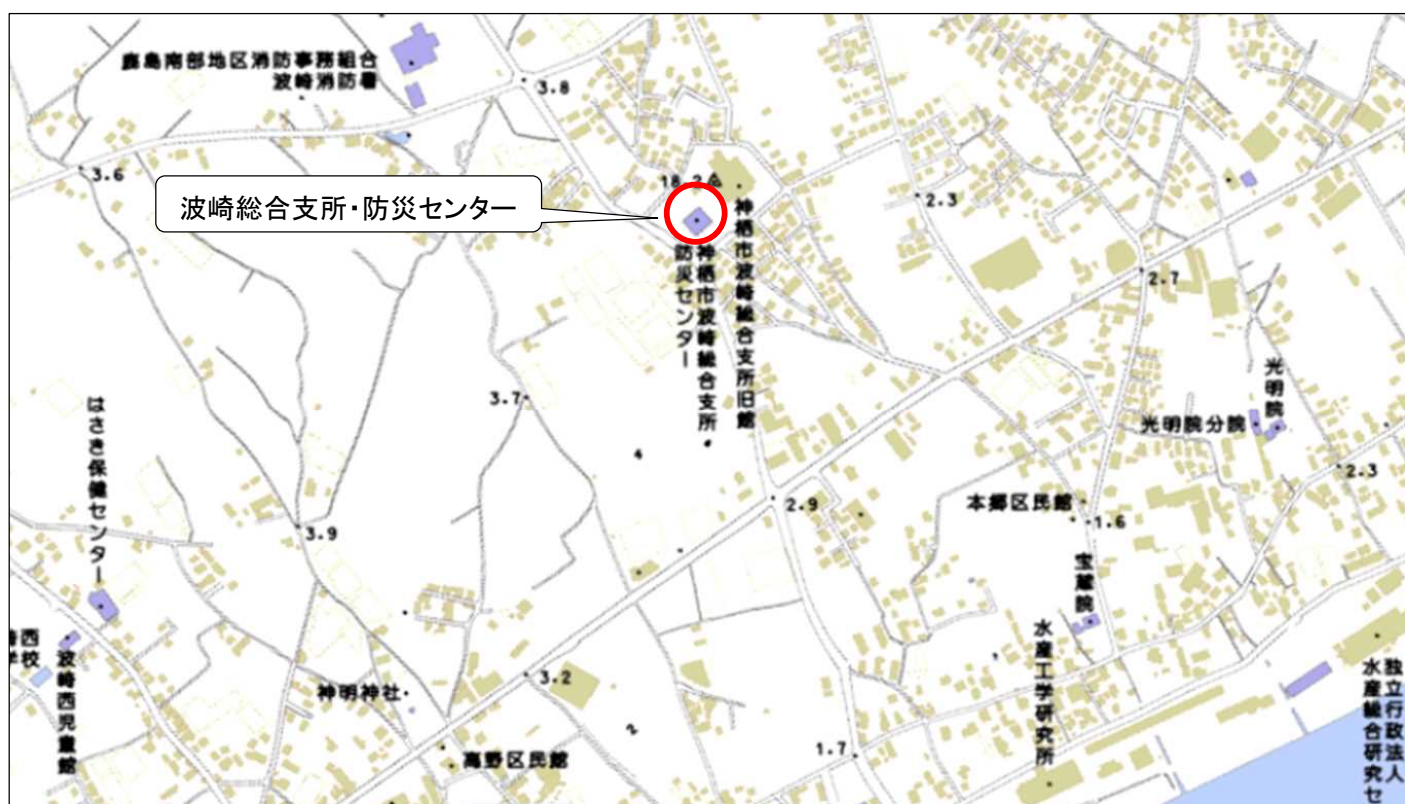 鹿島南部地区消防事務組合
波崎消防署
3.8
3.6
18.2
波崎総合支所・防災センター
2.3
神栖市波崎総合支所旧館
神栖市波崎総合支所
防災センター
2.7
3.7
光明院
光明院分院
はさき保健センター
4
2.3
2.9
本郷区民館
1.6
3.9
宝蔵院
水産工学研究所
西
学校
波崎西児童館
神明神社
3.2
2
独立行政法人
水産総合研究セ
高野区民館
1.7